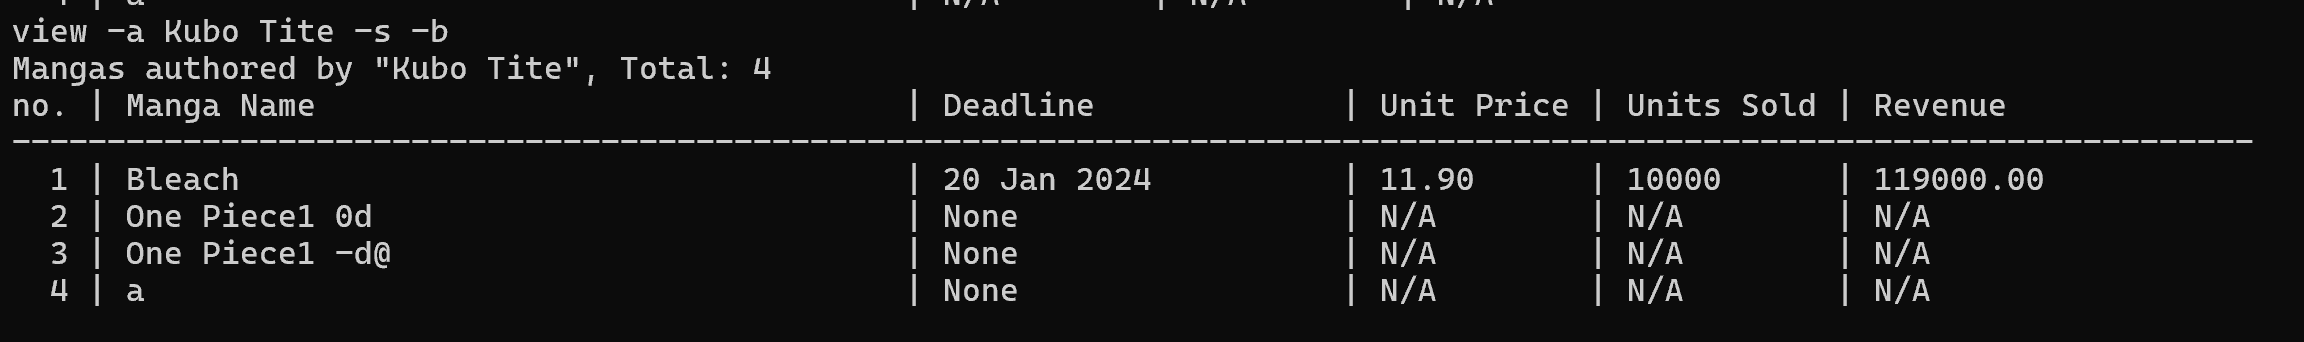 4 | a | N/A | N/A | N/A
view -a Kubo Tite -s -b
Mangas authored by "Kubo Tite", Total: 4
no. | Manga Name | Deadline | Unit Price | Units Sold | Revenue
----------------------------------------------------------------------------------------------------------------------
1 | Bleach | 20 Jan 2024 | 11.90 | 10000 | 119000.00
2 | One Piece1 0d | None | N/A | N/A | N/A
3 | One Piece1 -d@ | None | N/A | N/A | N/A
4 | a | None | N/A | N/A | N/A